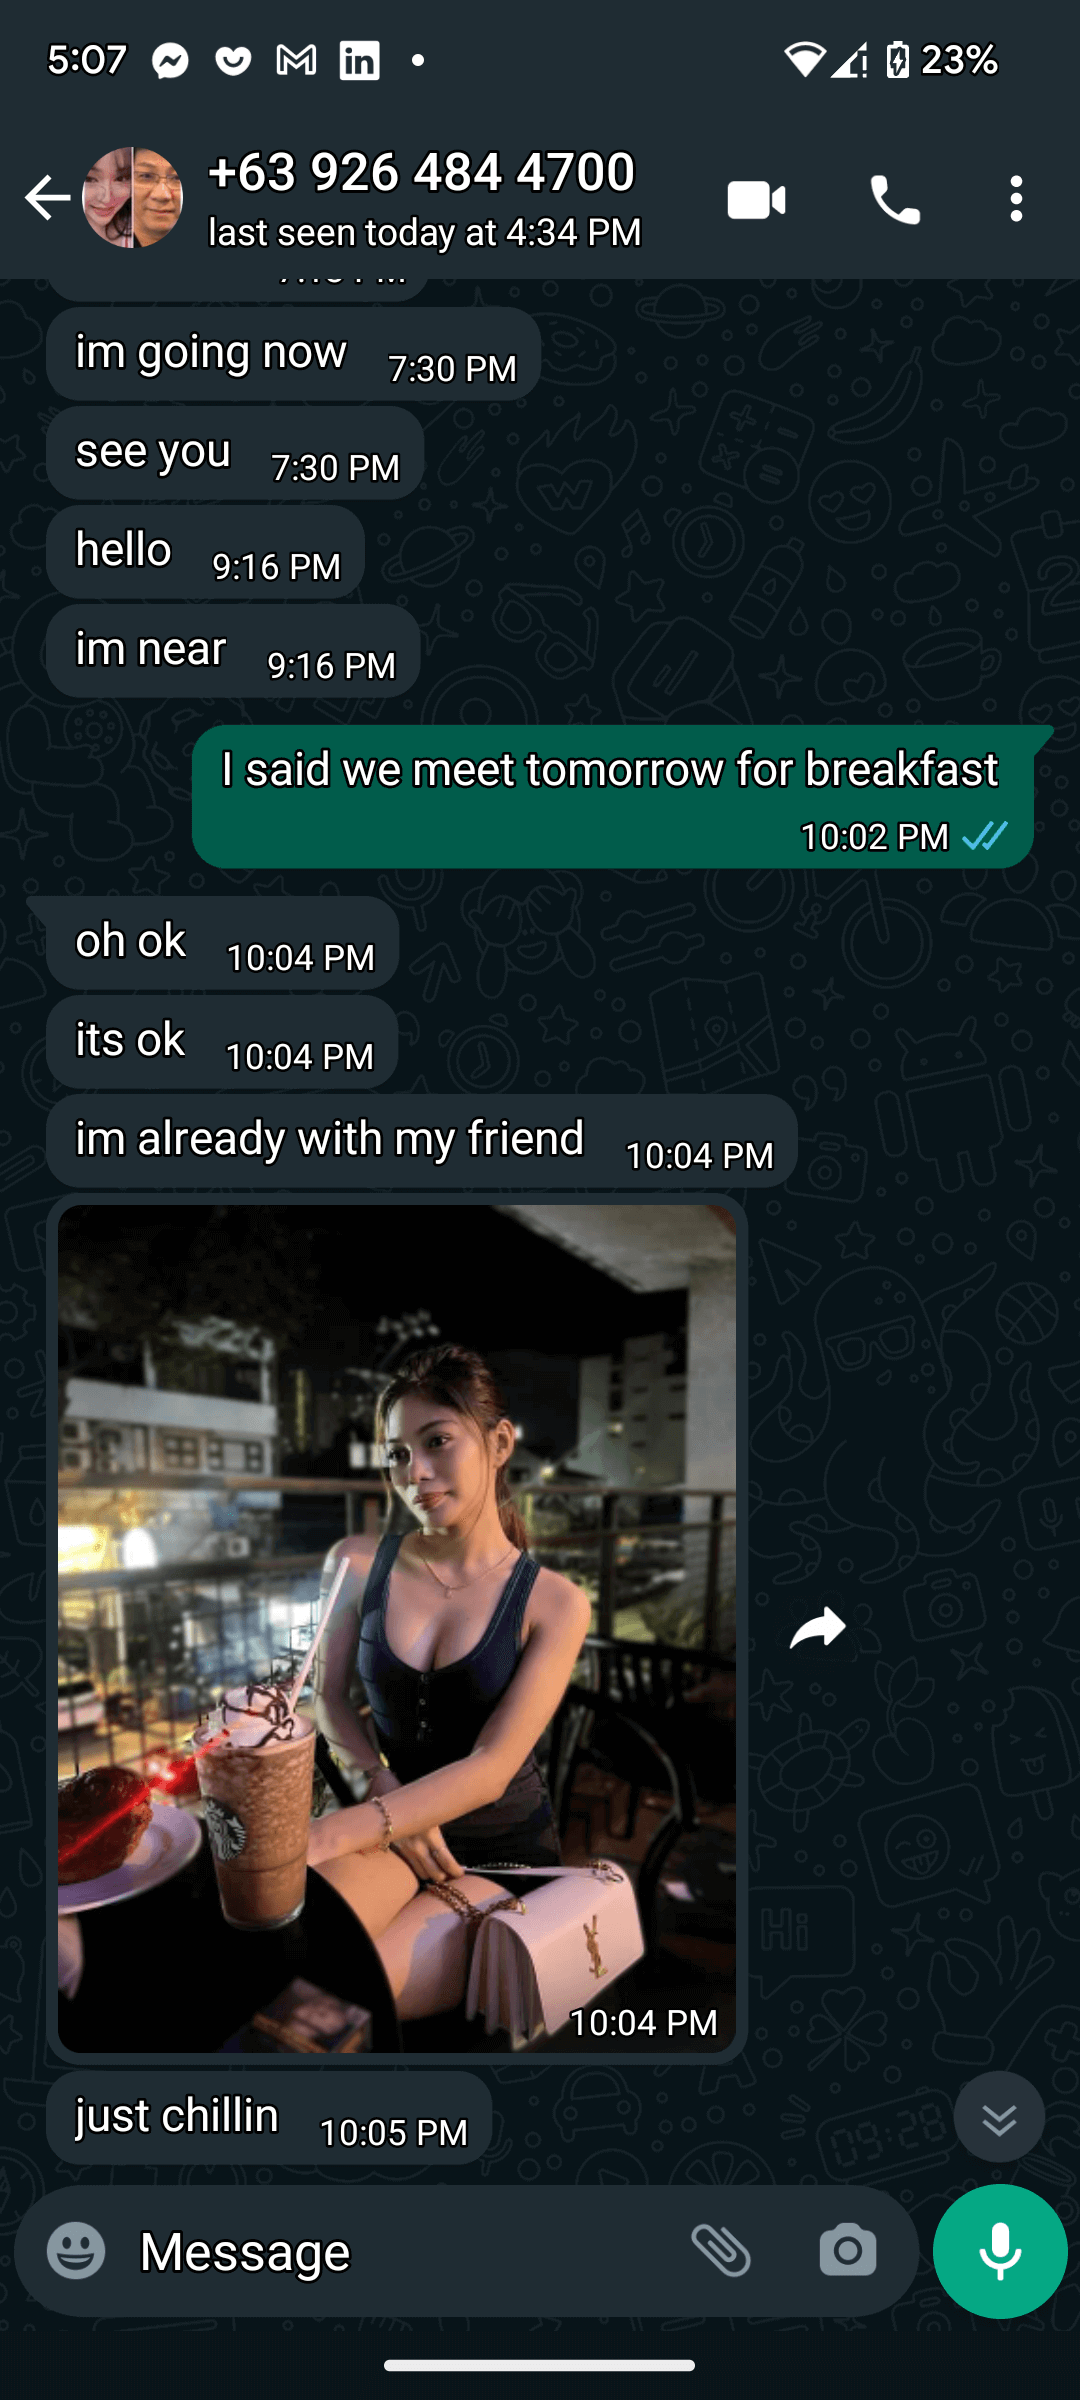 5:07
23%
+63 926 484 4700
last seen today at 4:34 PM
im going now 7:30 PM
see you 7:30 PM
hello 9:16 PM
im near 9:16 PM
I said we meet tomorrow for breakfast
10:02 PM
oh ok 10:04 PM
its ok 10:04 PM
im already with my friend 10:04 PM
10:04 PM
just chillin 10:05 PM
Message